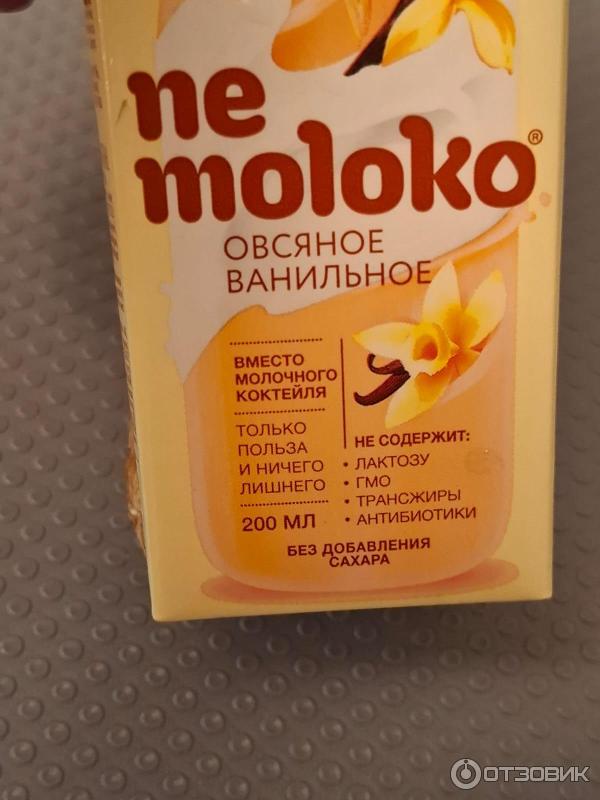 ne
moloko®
ОВСЯНОЕ
ВАНИЛЬНОЕ
ВМЕСТО
МОЛОЧНОГО
КОКТЕЙЛЯ
ТОЛЬКО
ПОЛЬЗА
И НИЧЕГО
ЛИШНЕГО
200 МЛ
НЕ СОДЕРЖИТ:
• ЛАКТОЗУ
• ГМО
• ТРАНСЖИРЫ
• АНТИБИОТИКИ
БЕЗ ДОБАВЛЕНИЯ
САХАРА
ОТЗОВИК